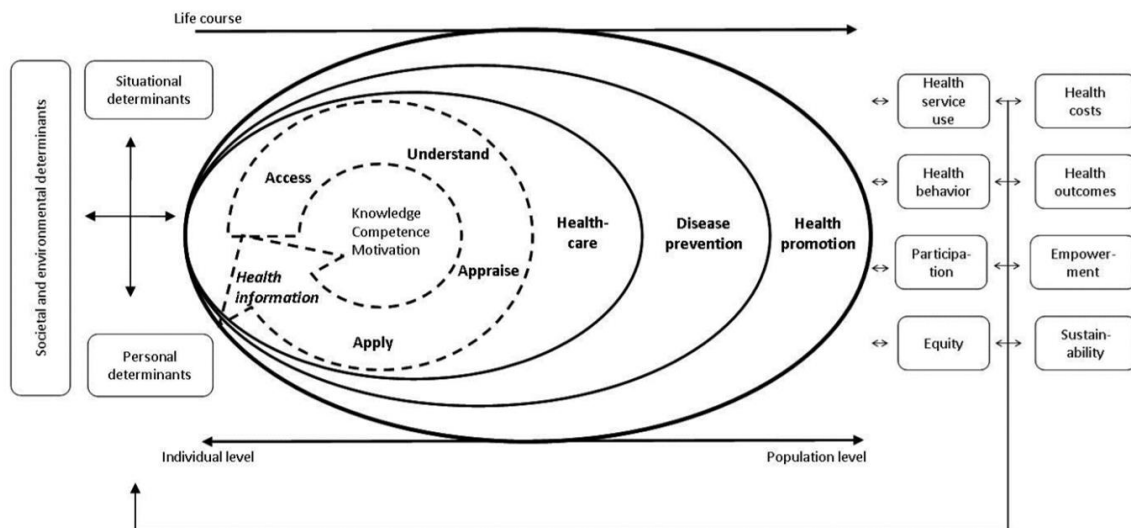 Life course
Societal and environmental determinants
Situational
determinants
Personal
determinants
Access
Understand
Knowledge
Competence
Motivation
Health
information
Appraise
Apply
Health-
care
Disease
prevention
Health
promotion
Health
service
use
Health
costs
Health
behavior
Health
outcomes
Participa-
tion
Empower-
ment
Equity
Sustain-
ability
Individual level
Population level